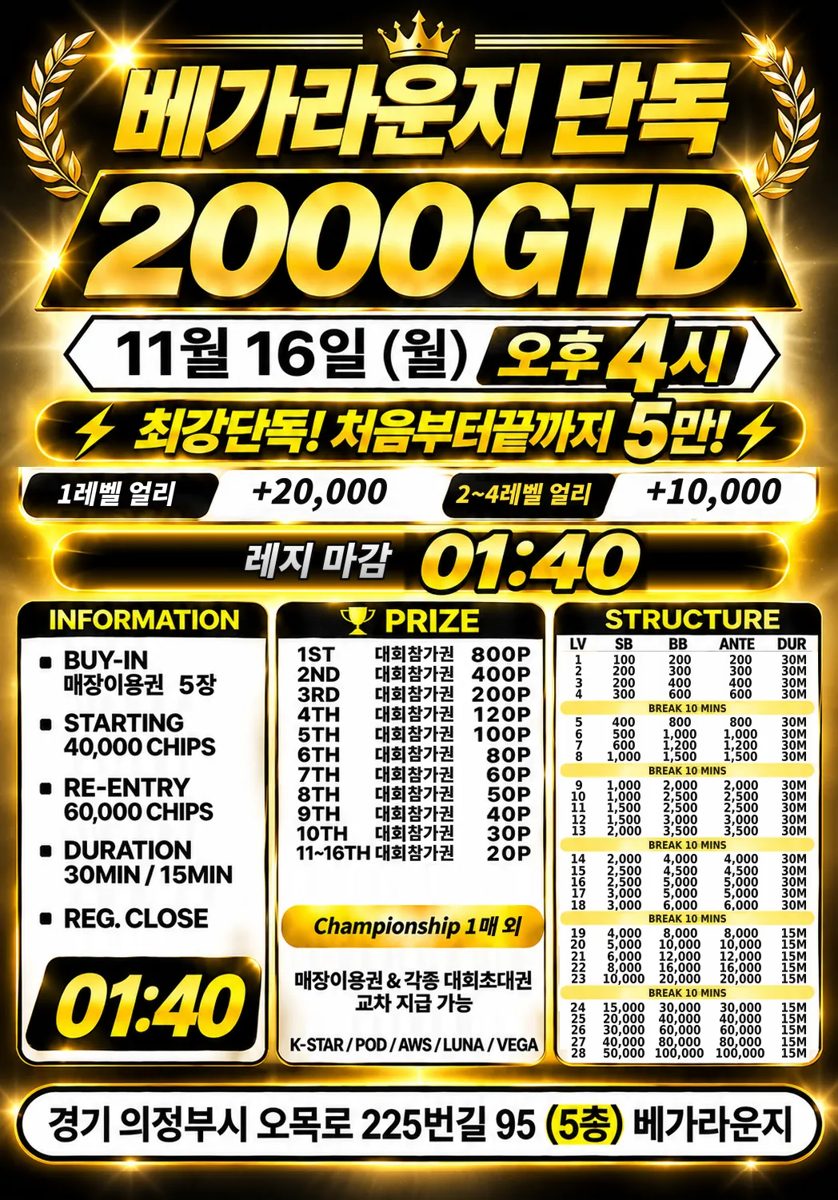 베가라운지 단독
2000GTD
11월 16일 (월) 오후 4시
최강단독! 처음부터끝까지 5만!
1레벨 얼리 +20,000 2~4레벨 얼리 +10,000
레지 마감 01:40
INFORMATION
BUY-IN
매장이용권 5장
STARTING
40,000 CHIPS
RE-ENTRY
60,000 CHIPS
DURATION
30MIN / 15MIN
REG. CLOSE
01:40
PRIZE
1ST 대회참가권 800P
2ND 대회참가권 400P
3RD 대회참가권 200P
4TH 대회참가권 120P
5TH 대회참가권 100P
6TH 대회참가권 80P
7TH 대회참가권 60P
8TH 대회참가권 50P
9TH 대회참가권 40P
10TH 대회참가권 30P
11~16TH 대회참가권 20P
Championship 1매 외
매장이용권 & 각종 대회초대권
교차 지급 가능
K-STAR / POD / AWS / LUNA / VEGA
STRUCTURE
LV SB BB ANTE DUR
1 100 200 200 30M
2 200 300 300 30M
3 200 400 400 30M
4 300 600 600 30M
BREAK 10 MINS
5 400 800 800 30M
6 500 1,000 1,000 30M
7 600 1,200 1,200 30M
8 1,000 1,500 1,500 30M
BREAK 10 MINS
9 1,000 2,000 2,000 30M
10 1,000 2,500 2,500 30M
11 1,500 2,500 2,500 30M
12 1,500 3,000 3,000 30M
13 2,000 3,500 3,500 30M
BREAK 10 MINS
14 2,000 4,000 4,000 30M
15 2,500 4,500 4,500 30M
16 2,500 5,000 5,000 30M
17 3,000 5,000 5,000 30M
18 3,000 6,000 6,000 30M
BREAK 10 MINS
19 4,000 8,000 8,000 15M
20 5,000 10,000 10,000 15M
21 6,000 12,000 12,000 15M
22 8,000 16,000 16,000 15M
23 10,000 20,000 20,000 15M
BREAK 10 MINS
24 15,000 30,000 30,000 15M
25 20,000 40,000 40,000 15M
26 30,000 60,000 60,000 15M
27 40,000 80,000 80,000 15M
28 50,000 100,000 100,000 15M
경기 의정부시 오목로 225번길 95 (5층) 베가라운지